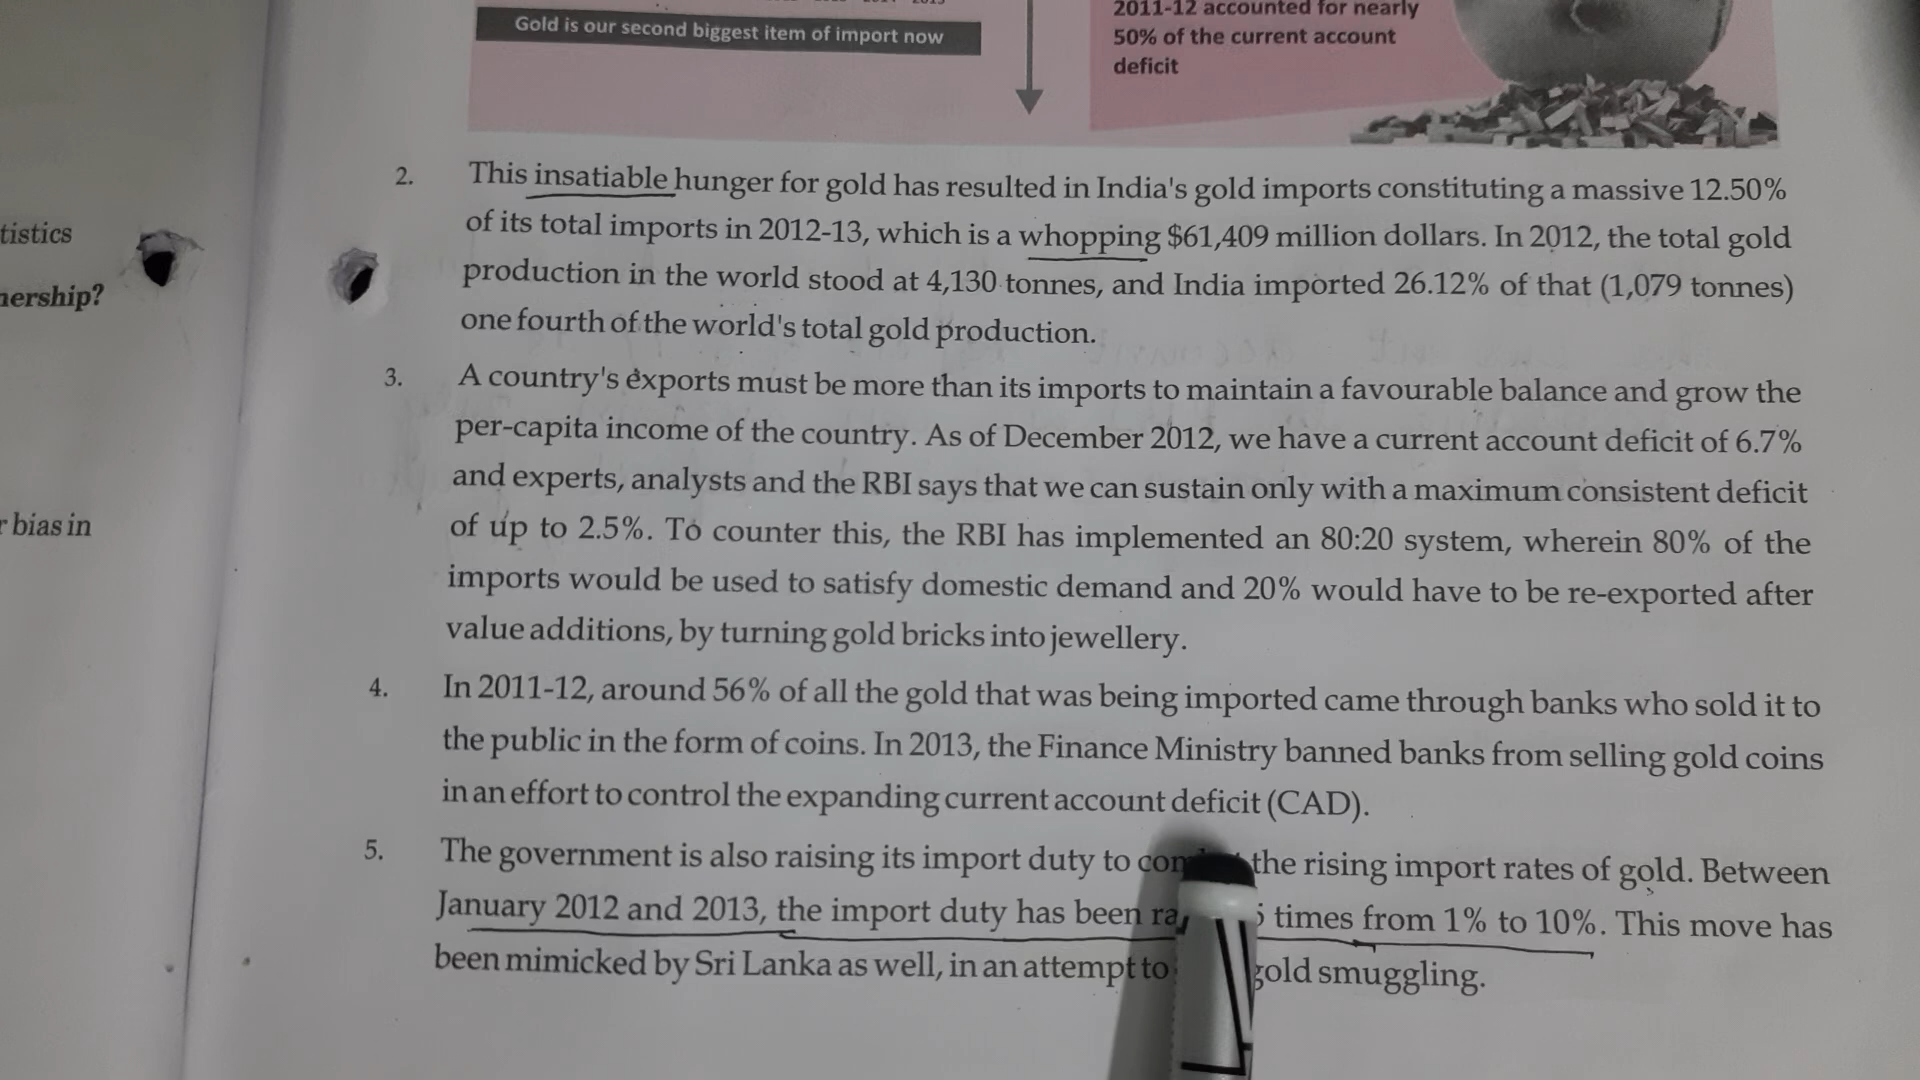 Gold is our second biggest item of import now
2011-12 accounted for nearly
50% of the current account
deficit
tistics
nership?
r bias in
2. This insatiable hunger for gold has resulted in India's gold imports constituting a massive 12.50%
of its total imports in 2012-13, which is a whopping $61,409 million dollars. In 2012, the total gold
production in the world stood at 4,130 tonnes, and India imported 26.12% of that (1,079 tonnes)
one fourth of the world's total gold production.
3. A country's exports must be more than its imports to maintain a favourable balance and grow the
per-capita income of the country. As of December 2012, we have a current account deficit of 6.7%
and experts, analysts and the RBI says that we can sustain only with a maximum consistent deficit
of up to 2.5%. To counter this, the RBI has implemented an 80:20 system, wherein 80% of the
imports would be used to satisfy domestic demand and 20% would have to be re-exported after
value additions, by turning gold bricks into jewellery.
4. In 2011-12, around 56% of all the gold that was being imported came through banks who sold it to
the public in the form of coins. In 2013, the Finance Ministry banned banks from selling gold coins
in an effort to control the expanding current account deficit (CAD).
5. The government is also raising its import duty to the rising import rates of gold. Between
January 2012 and 2013, the import duty has been times from 1% to 10%. This move has
been mimicked by Sri Lanka as well, in an attempt to gold smuggling.